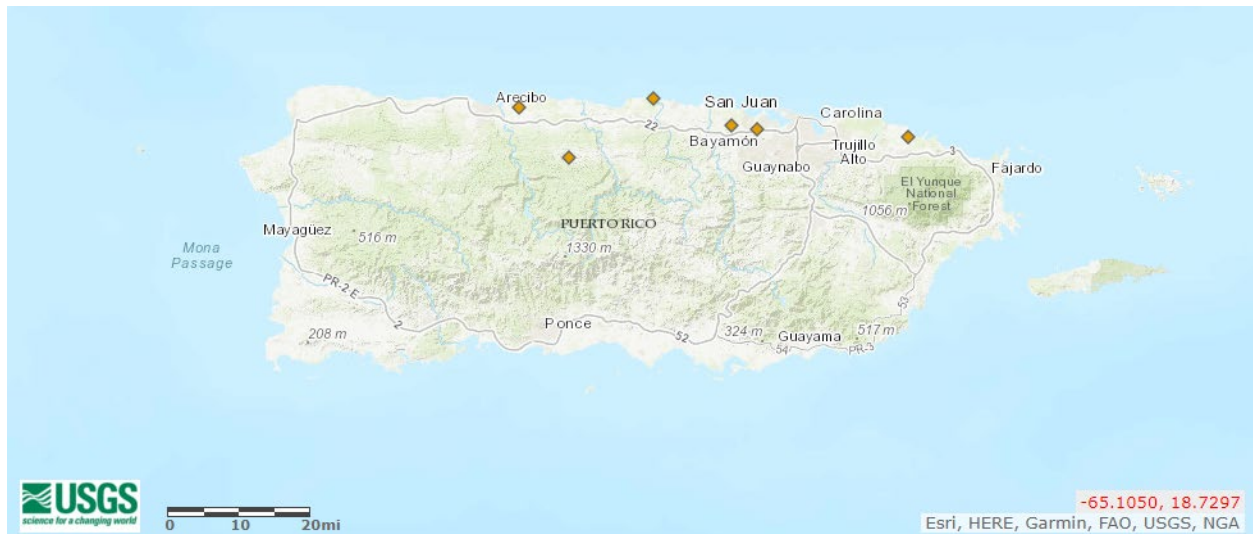 Arecibo
San Juan
Carolina
22
Bayamón
Trujillo
Alto
3
Guaynabo
Fajardo
El Yunque
National
Forest
1056 m
PUERTO RICO
Mayagüez
516 m
1330 m
Mona
Passage
PR-2 E
53
2
Ponce
208 m
52
324 m
Guayama
517 m
54
PR-3
USGS
science for a changing world
0 10 20mi
-65.1050, 18.7297
Esri, HERE, Garmin, FAO, USGS, NGA